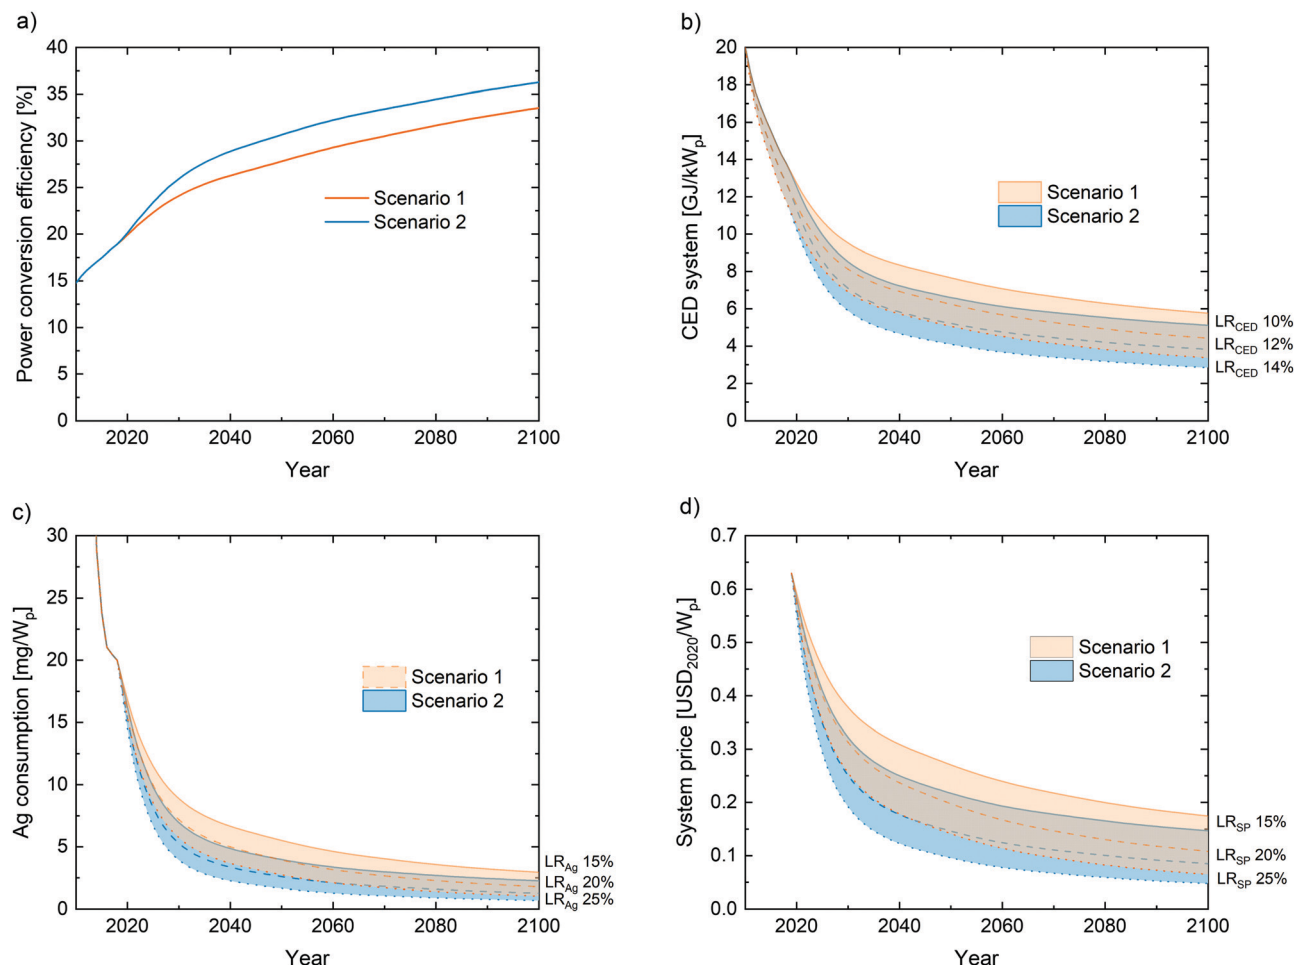 a)
40
35
30
25
20
15
10
5
0
Power conversion efficiency [%]
Scenario 1
Scenario 2
2020 2040 2060 2080 2100
Year
b)
20
18
16
14
12
10
8
6
4
2
0
CED system [GJ/kWp]
Scenario 1
Scenario 2
LRCED 10%
LRCED 12%
LRCED 14%
2020 2040 2060 2080 2100
Year
c)
30
25
20
15
10
5
0
Ag consumption [mg/Wp]
Scenario 1
Scenario 2
LRAg 15%
LRAg 20%
LRAg 25%
2020 2040 2060 2080 2100
Year
d)
0.7
0.6
0.5
0.4
0.3
0.2
0.1
0.0
System price [USD2020/Wp]
Scenario 1
Scenario 2
LRSP 15%
LRSP 20%
LRSP 25%
2020 2040 2060 2080 2100
Year